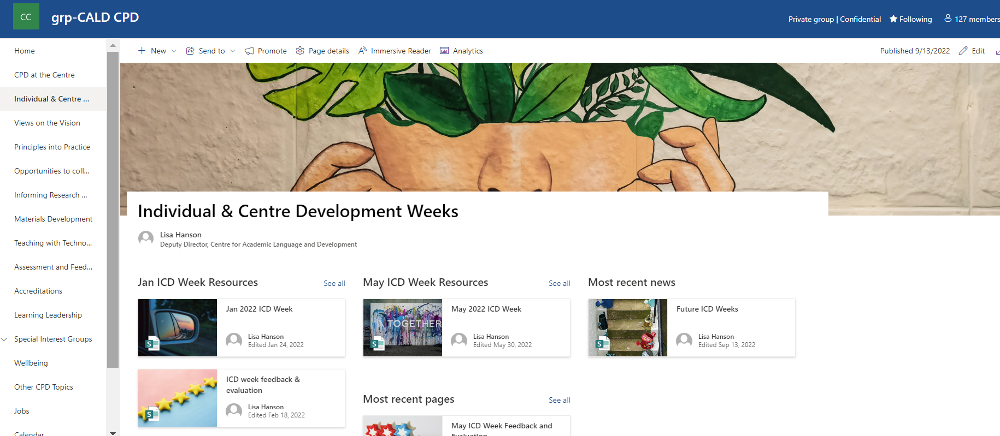 CC
grp-CALD CPD
Private group | Confidential
Following
127 members
Home
CPD at the Centre
Individual & Centre ...
Views on the Vision
Principles into Practice
Opportunities to coll...
Informing Research ...
Materials Development
Teaching with Techno...
Assessment and Feed...
Accreditations
Learning Leadership
Special Interest Groups
Wellbeing
Other CPD Topics
Jobs
Calendar
New
Send to
Promote
Page details
Immersive Reader
Analytics
Published 9/13/2022
Edit
Individual & Centre Development Weeks
Lisa Hanson
Deputy Director, Centre for Academic Language and Development
Jan ICD Week Resources
See all
S
Jan 2022 ICD Week
Lisa Hanson
Edited Jan 24, 2022
S
ICD week feedback &
evaluation
Lisa Hanson
Edited Feb 18, 2022
May ICD Week Resources
See all
TOGETHER
S
May 2022 ICD Week
Lisa Hanson
Edited May 30, 2022
Most recent pages
See all
May ICD Week Feedback and
Evaluation
Most recent news
S
Future ICD Weeks
Lisa Hanson
Edited Sep 13, 2022